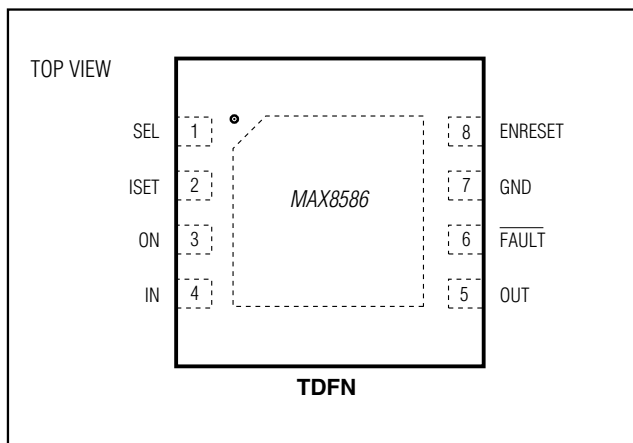 TOP VIEW
SEL 1
ISET 2
ON 3
IN 4
MAX8586
8 ENRESET
7 GND
6 FAULT
5 OUT
TDFN